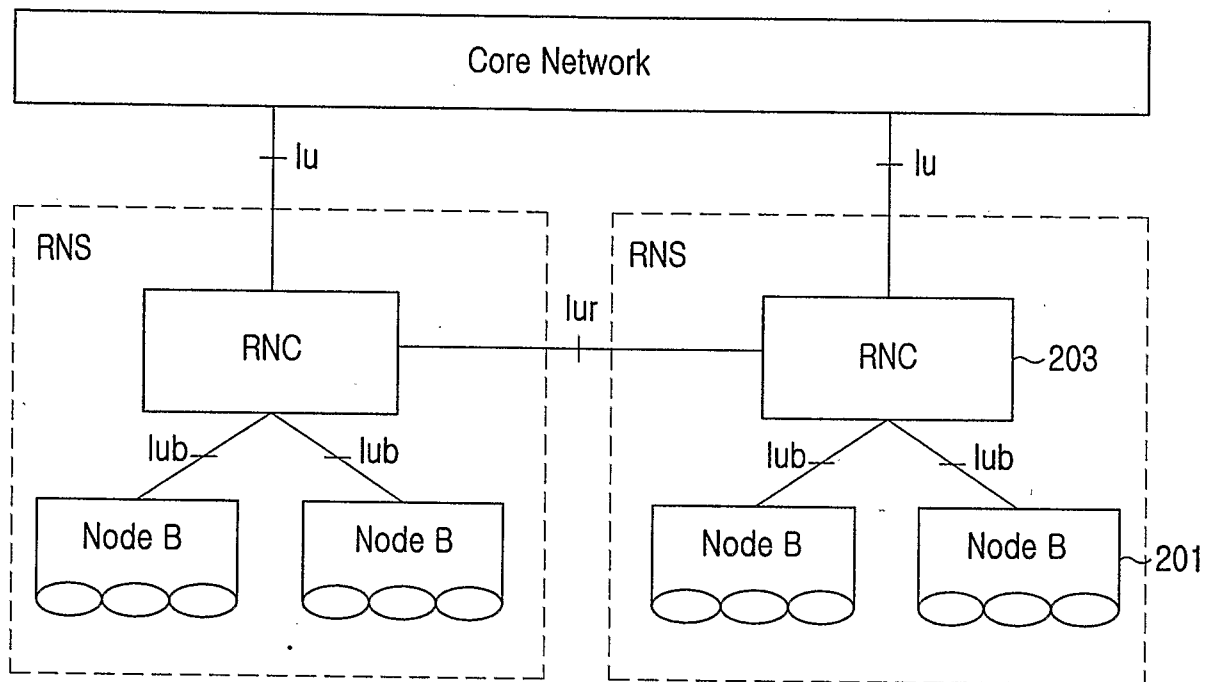 Core Network
Iu
Iu
RNS
RNS
Iur
RNC
RNC
203
Iub
Iub
Iub
Iub
Node B
Node B
Node B
Node B
201